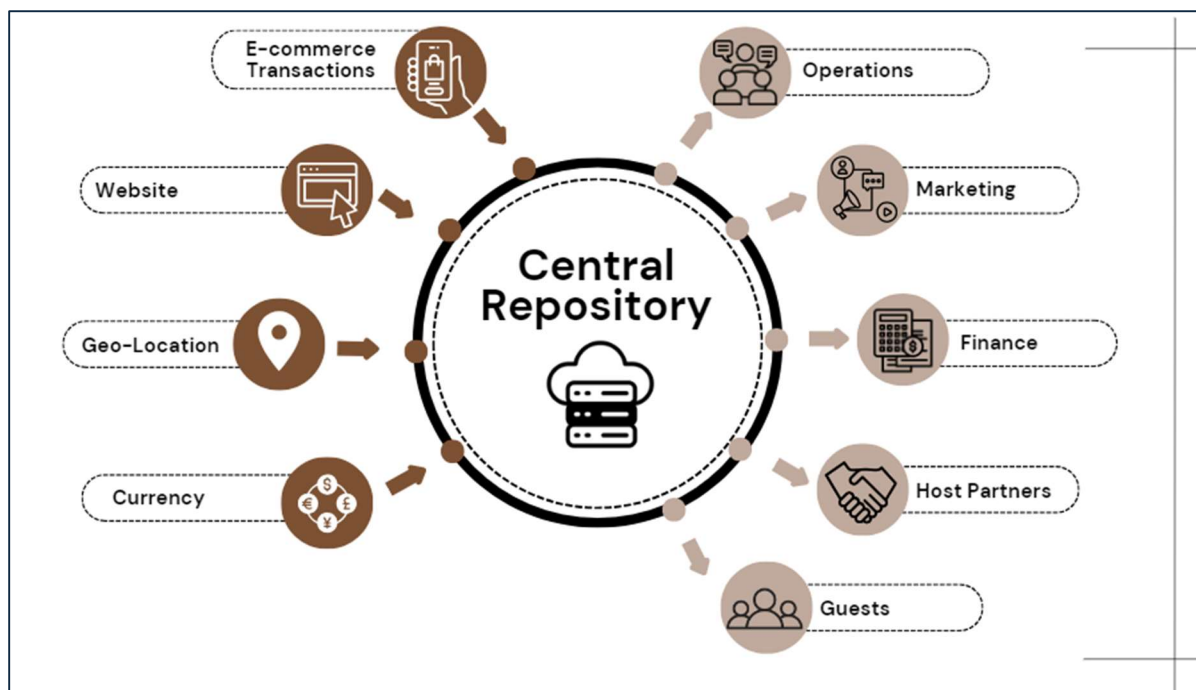 E-commerce
Transactions
Website
Geo-Location
Currency
Central
Repository
Operations
Marketing
Finance
Host Partners
Guests